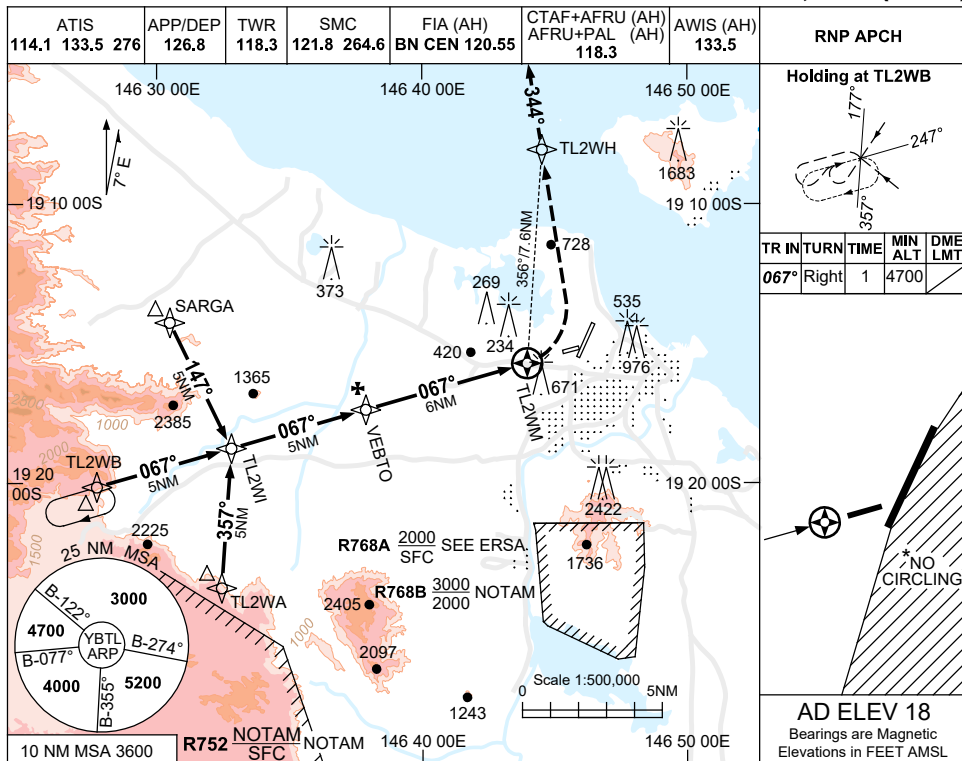 ATIS
114.1 133.5 276
APP/DEP
126.8
TWR
118.3
SMC
121.8 264.6
FIA (AH)
BN CEN 120.55
CTAF+AFRU (AH)
AFRU+PAL (AH)
118.3
AWIS (AH)
133.5
RNP APCH
146 30 00E
146 40 00E
146 50 00E
344°
7° E
TL2WH
1683
19 10 00S
19 10 00S
356°/7.6NM
728
373
269
234
SARGA
147°
5NM
535
976
420
671
TL2WM
1365
2385
1000
2000
067°
6NM
067°
5NM
VEBTO
TL2WB
067°
5NM
TL2WI
19 20
00S
19 20 00S
357°
5NM
2422
1736
1500
2225
25 NM MSA
TL2WA
R768A 2000
SFC SEE ERSA
R768B 3000
2000 NOTAM
2405
1000
2097
1243
B-122°
3000
4700
YBTL
ARP
B-274°
B-077°
4000
B-355°
5200
Scale 1:500,000
0
5NM
10 NM MSA 3600
R752 NOTAM
SFC NOTAM
146 40 00E
146 50 00E
Holding at TL2WB
177°
247°
357°
TR IN TURN TIME MIN ALT DME LMT
067° Right 1 4700
*NO
CIRCLING
AD ELEV 18
Bearings are Magnetic
Elevations in FEET AMSL